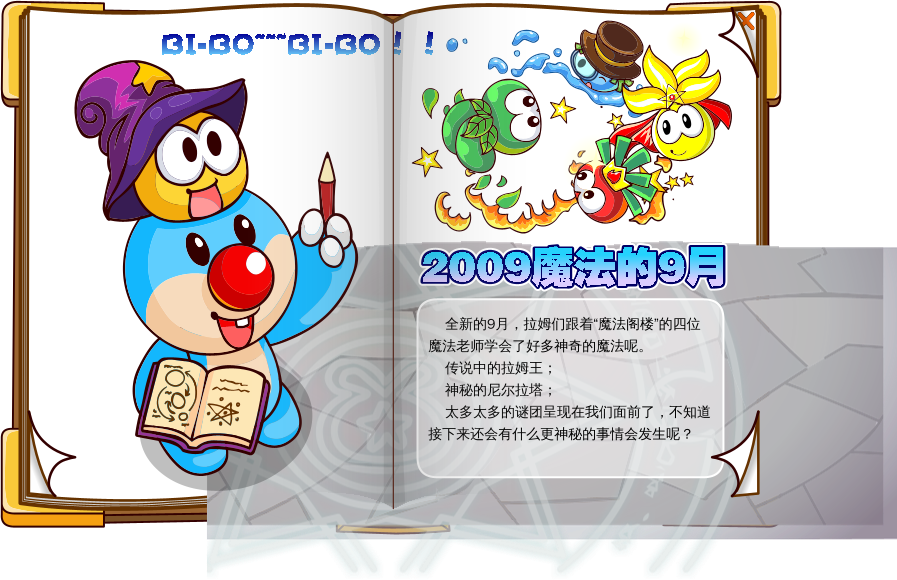 BI-BO~~~BI-BO！！
2009魔法的9月
全新的9月，拉姆们跟着“魔法阁楼”的四位
魔法老师学会了好多神奇的魔法呢。
传说中的拉姆王；
神秘的尼尔拉塔；
太多太多的谜团呈现在我们面前了，不知道
接下来还会有什么更神秘的事情会发生呢？